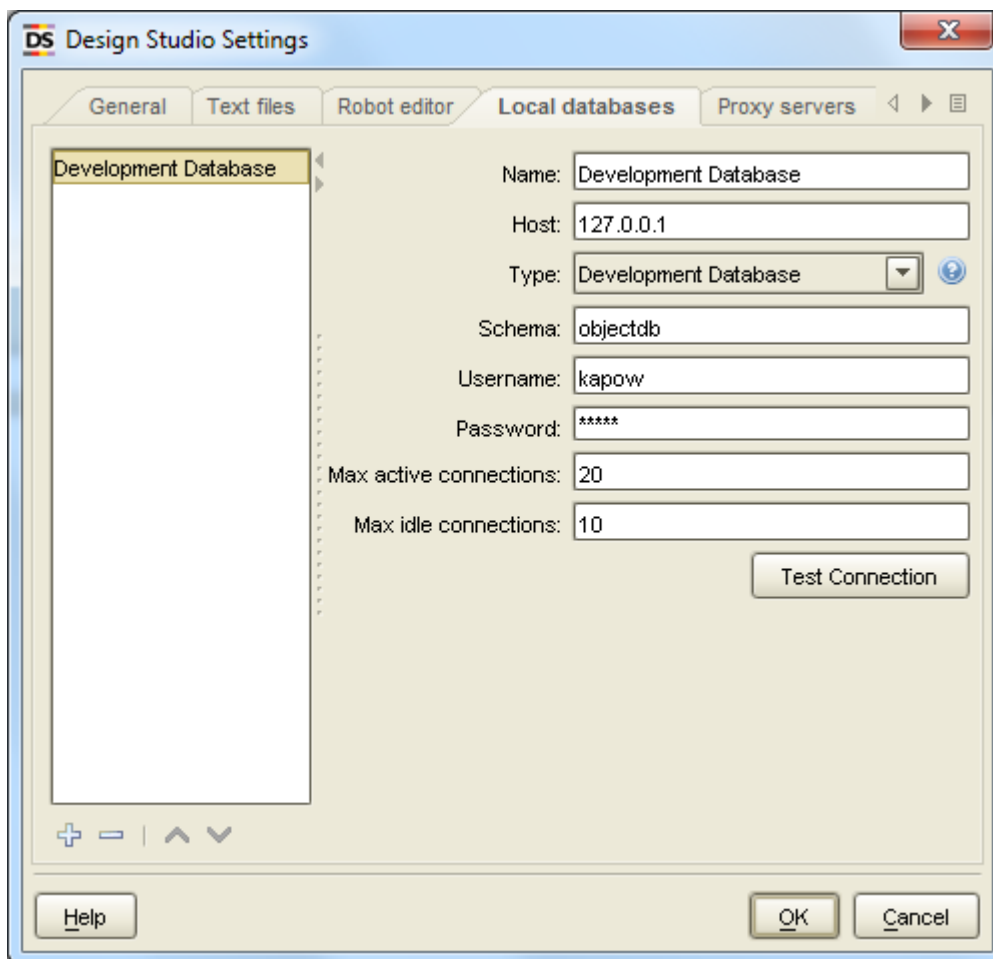 DS Design Studio Settings
General Text files Robot editor Local databases Proxy servers
Development Database
Name: Development Database
Host: 127.0.0.1
Type: Development Database
Schema: objectdb
Username: kapow
Password: *****
Max active connections: 20
Max idle connections: 10
Test Connection
Help OK Cancel